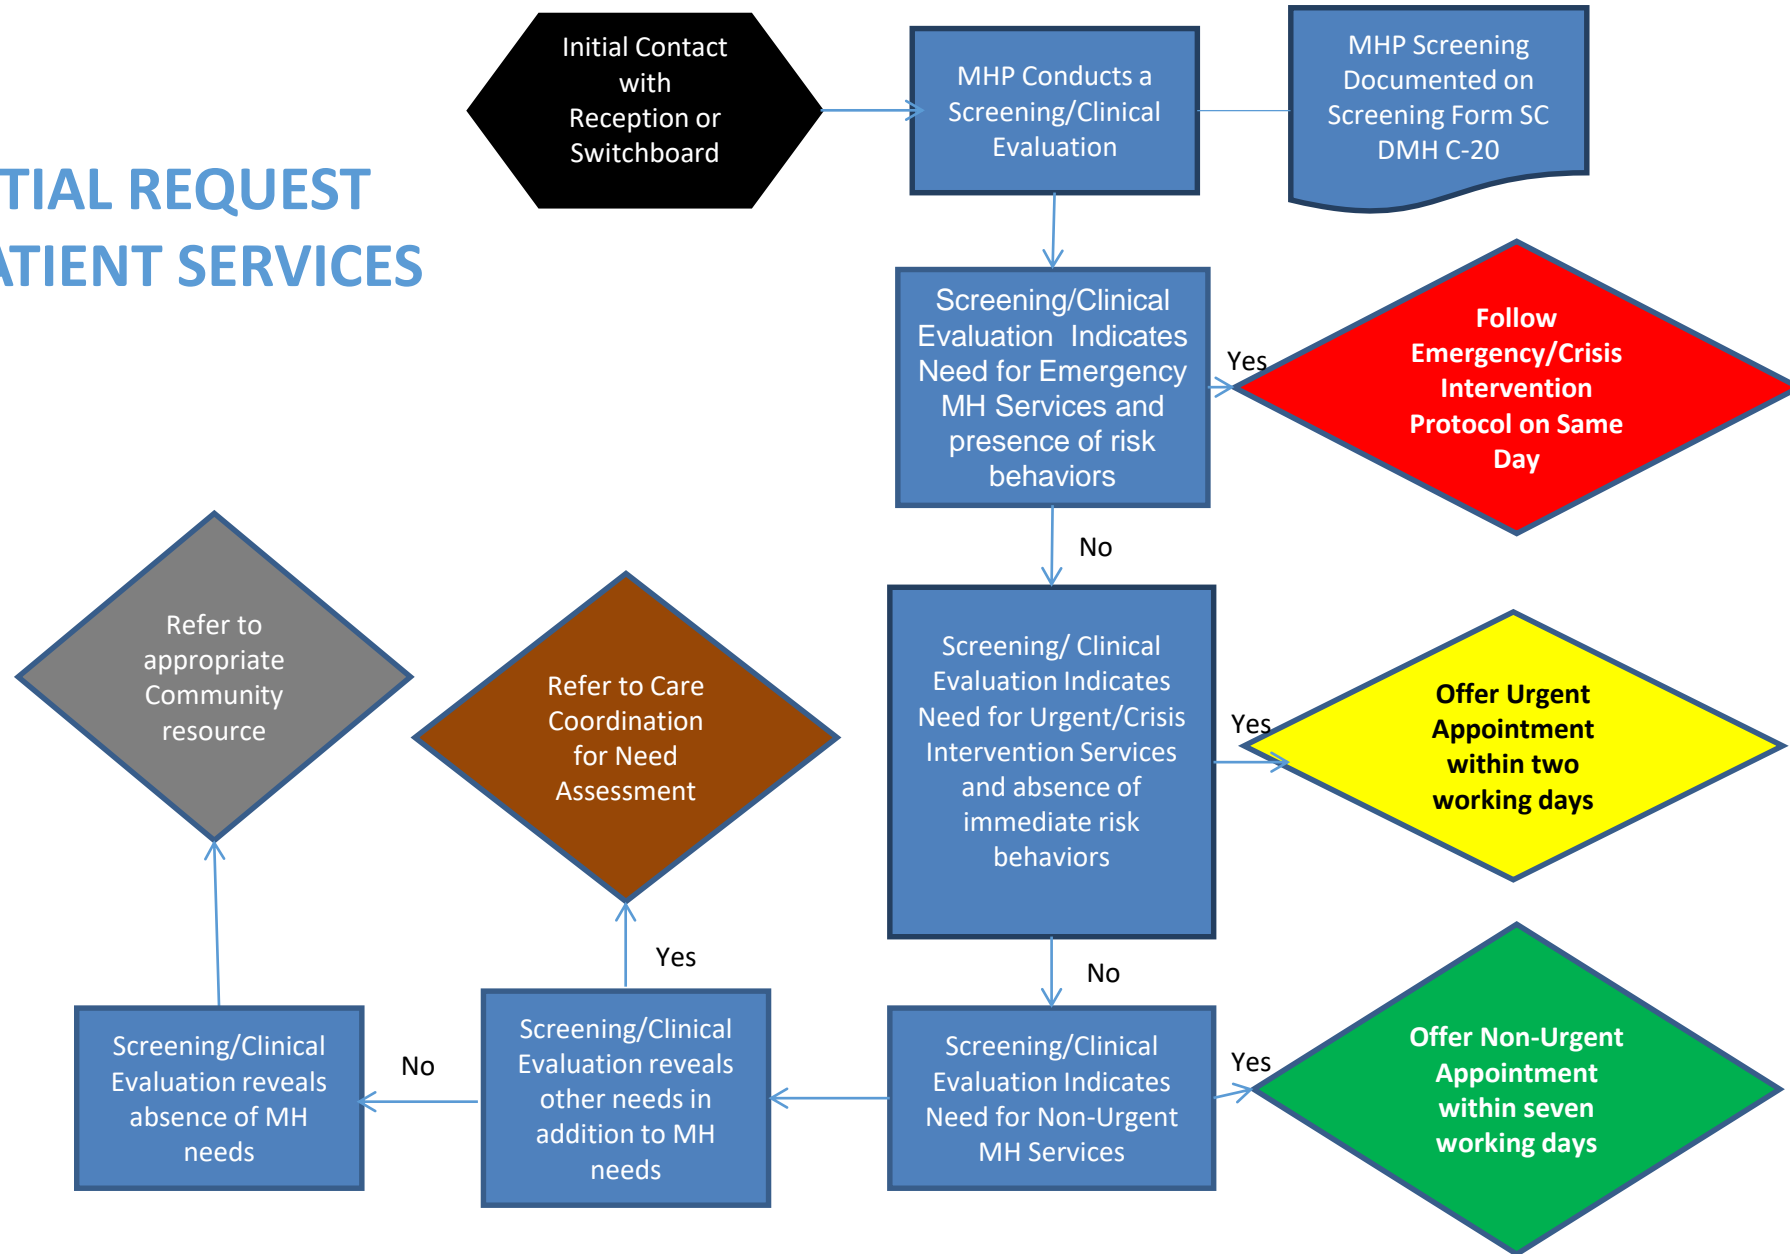 TIAL REQUEST
ATIENT SERVICES
Initial Contact
with
Reception or
Switchboard
MHP Conducts a
Screening/Clinical
Evaluation
MHP Screening
Documented on
Screening Form SC
DMH C-20
Screening/Clinical
Evaluation Indicates
Need for Emergency
MH Services and
presence of risk
behaviors
Yes
Follow
Emergency/Crisis
Intervention
Protocol on Same
Day
No
Screening/ Clinical
Evaluation Indicates
Need for Urgent/Crisis
Intervention Services
and absence of
immediate risk
behaviors
Yes
Offer Urgent
Appointment
within two
working days
No
Screening/Clinical
Evaluation Indicates
Need for Non-Urgent
MH Services
Yes
Offer Non-Urgent
Appointment
within seven
working days
Screening/Clinical
Evaluation reveals
other needs in
addition to MH
needs
Yes
Refer to Care
Coordination
for Need
Assessment
No
Screening/Clinical
Evaluation reveals
absence of MH
needs
Refer to
appropriate
Community
resource